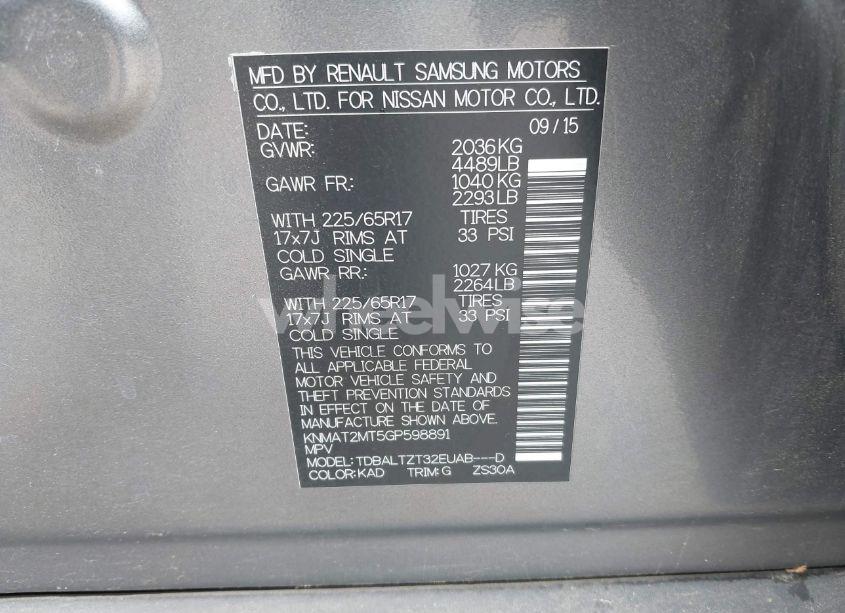 MFD BY RENAULT SAMSUNG MOTORS
CO., LTD. FOR NISSAN MOTOR CO., LTD.
DATE: 09 / 15
GVWR: 2036 KG
4489LB
GAWR FR: 1040 KG
2293 LB
WITH 225/65R17 TIRES
17x7J RIMS AT 33 PSI
COLD SINGLE
GAWR RR: 1027 KG
2264LB
WITH 225/65R17 TIRES
17x7J RIMS AT 33 PSI
COLD SINGLE
wheelwise
THIS VEHICLE CONFORMS TO
ALL APPLICABLE FEDERAL
MOTOR VEHICLE SAFETY AND
THEFT PREVENTION STANDARDS
IN EFFECT ON THE DATE OF
MANUFACTURE SHOWN ABOVE.
KNMAT2MT5GP598891
MPV
MODEL: TDBALTZT32EUAB---D
COLOR: KAD TRIM: G ZS30A